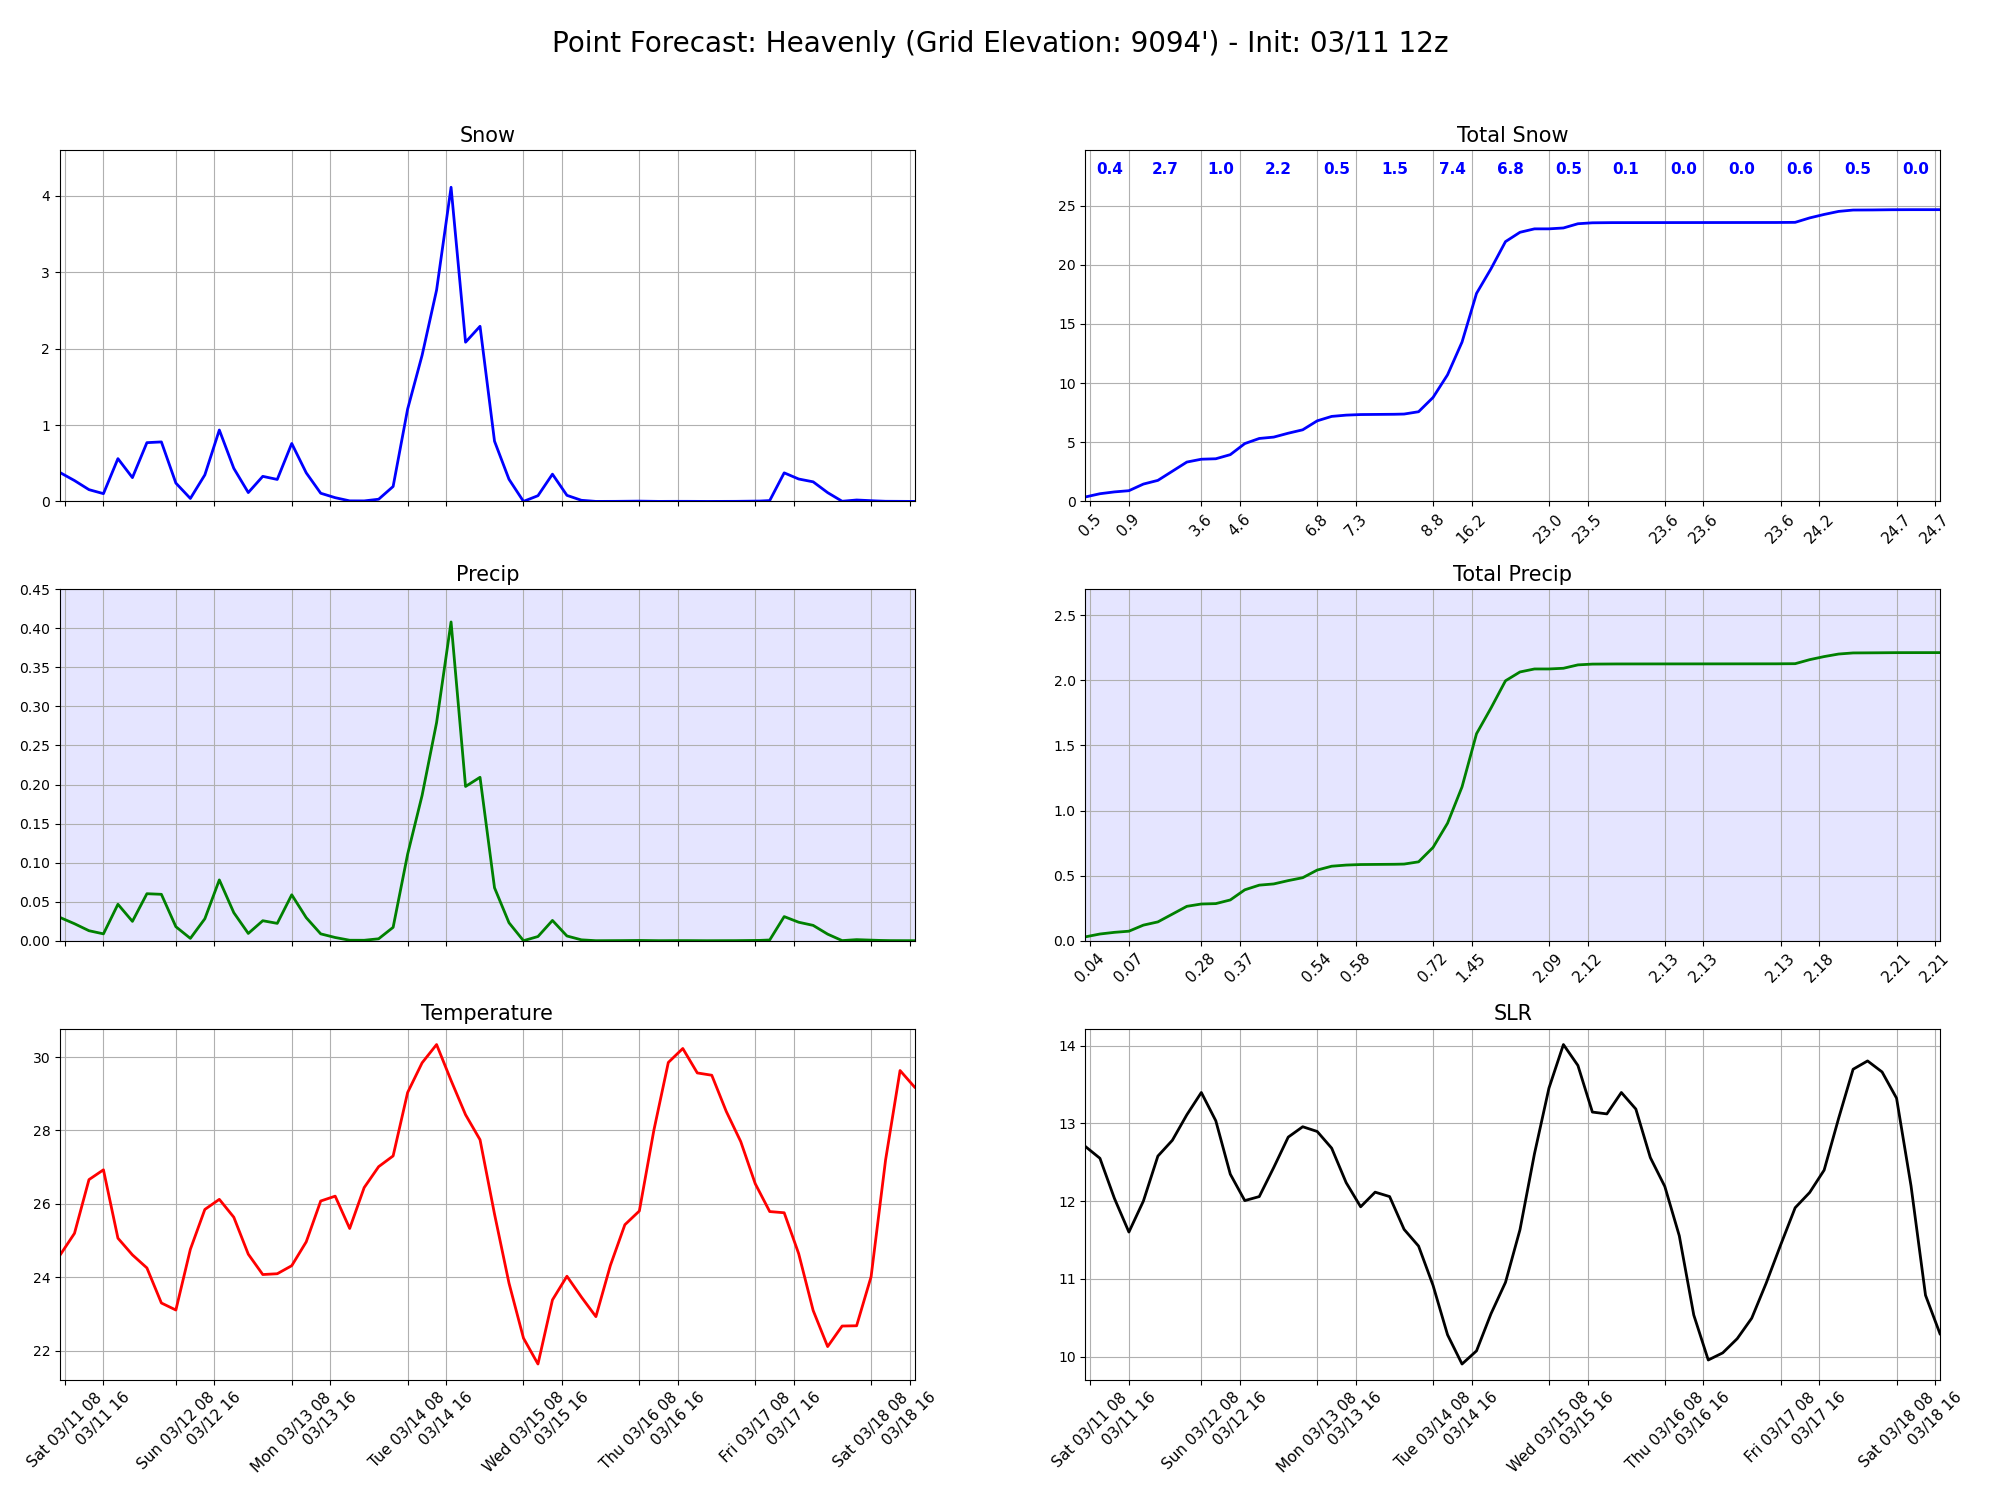 Point Forecast: Heavenly (Grid Elevation: 9094') - Init: 03/11 12z
Snow
4
3
2
1
0
Total Snow
0.4 2.7 1.0 2.2 0.5 1.5 7.4 6.8 0.5 0.1 0.0 0.0 0.6 0.5 0.0
25
20
15
10
5
0
0.5 0.9 3.6 4.6 6.8 7.3 8.8 16.2 23.0 23.5 23.6 23.6 23.6 24.2 24.7 24.7
Precip
0.45
0.40
0.35
0.30
0.25
0.20
0.15
0.10
0.05
0.00
Total Precip
2.5
2.0
1.5
1.0
0.5
0.0
0.04 0.07 0.28 0.37 0.54 0.58 0.72 1.45 2.09 2.12 2.13 2.13 2.13 2.18 2.21 2.21
Temperature
30
28
26
24
22
Sat 03/11 08
03/11 16
Sun 03/12 08
03/12 16
Mon 03/13 08
03/13 16
Tue 03/14 08
03/14 16
Wed 03/15 08
03/15 16
Thu 03/16 08
03/16 16
Fri 03/17 08
03/17 16
Sat 03/18 08
03/18 16
SLR
14
13
12
11
10
Sat 03/11 08
03/11 16
Sun 03/12 08
03/12 16
Mon 03/13 08
03/13 16
Tue 03/14 08
03/14 16
Wed 03/15 08
03/15 16
Thu 03/16 08
03/16 16
Fri 03/17 08
03/17 16
Sat 03/18 08
03/18 16